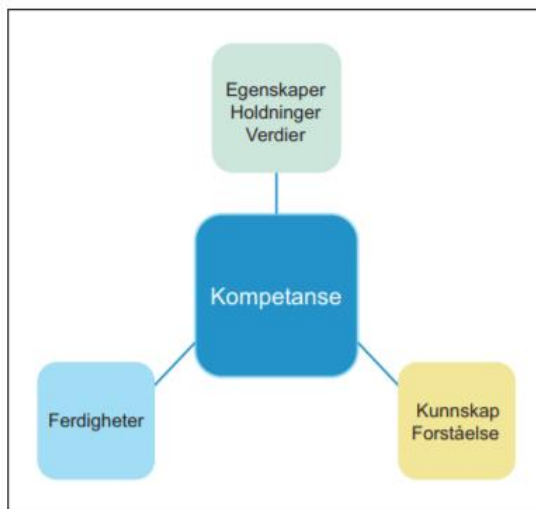 Egenskaper
Holdninger
Verdier
Kompetanse
Ferdigheter
Kunnskap
Forståelse